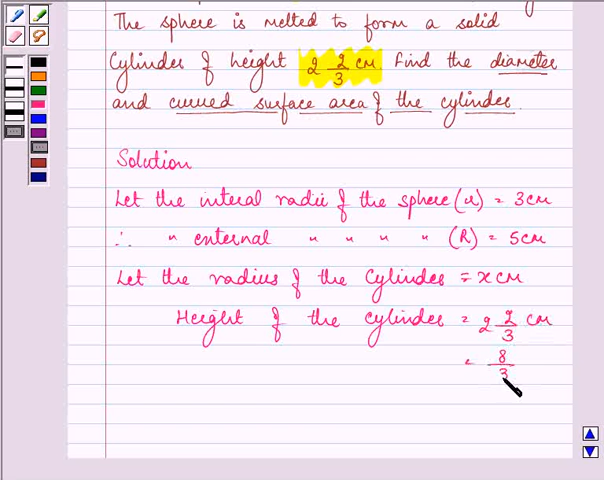 The sphere is melted to form a solid
Cylinder of height 2 2/3 cm. Find the diameter
and curved surface area of the cylinder.
Solution
Let the interal radii of the sphere (r) = 3cm
∴ " enternal " " " " (R) = 5cm
Let the radius of the Cylinder = x cm
Height of the cylinder = 2 2/3 cm
= 8/3